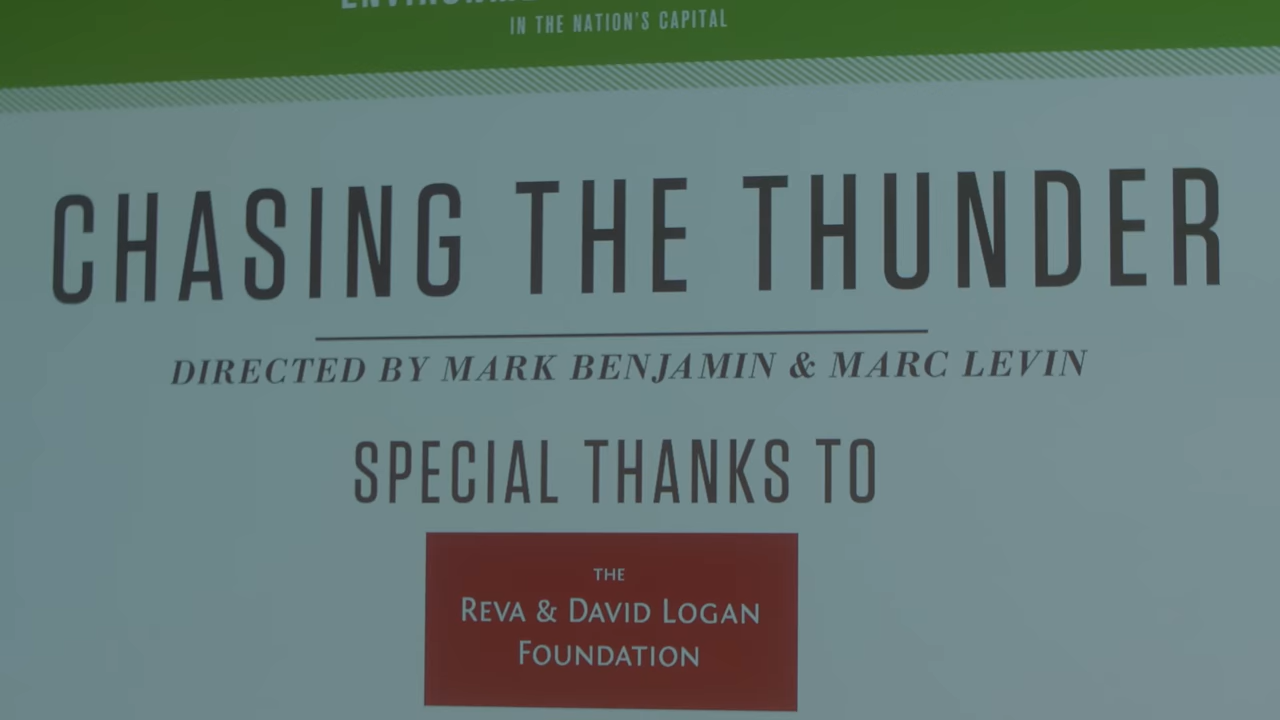 IN THE NATION'S CAPITAL
CHASING THE THUNDER
DIRECTED BY MARK BENJAMIN & MARC LEVIN
SPECIAL THANKS TO
THE
REVA & DAVID LOGAN
FOUNDATION